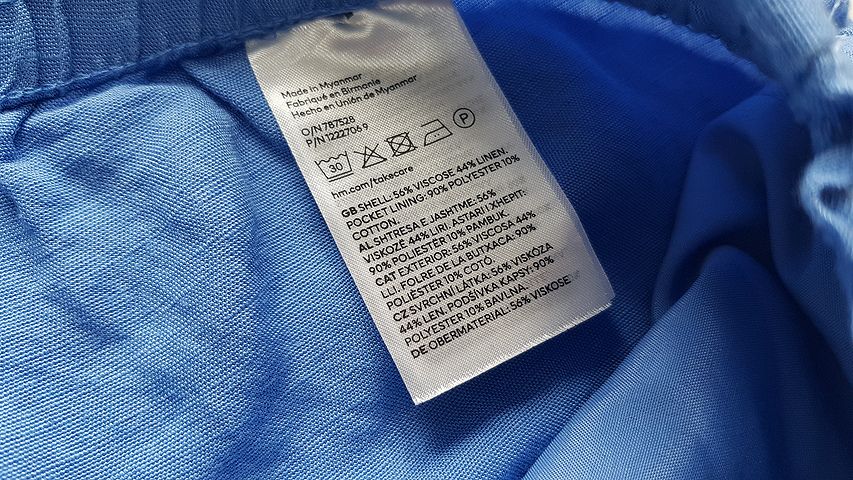 Made in Myanmar
Fabriqué en Birmanie
Hecho en Unión de Myanmar
O/N 787528
P/N 12227069
30 P
hm.com/takecare
GB SHELL: 56% VISCOSE 44% LINEN.
POCKET LINING: 90% POLYESTER 10%
COTTON.
AL SHTRESA E JASHTME: 56%
VISKOZË 44% LIRI. ASTARI I XHEPIT:
90% POLIESTËR 10% PAMBUK.
CAT EXTERIOR: 56% VISCOSA 44%
LLI. FOLRE DE LA BUTXACA: 90%
POLIÈSTER 10% COTÓ.
CZ SVRCHNÍ LÁTKA: 56% VISKÓZA
44% LEN. PODŠÍVKA KAPSY: 90%
POLYESTER 10% BAVLNA.
DE OBERMATERIAL: 56% VISKOSE